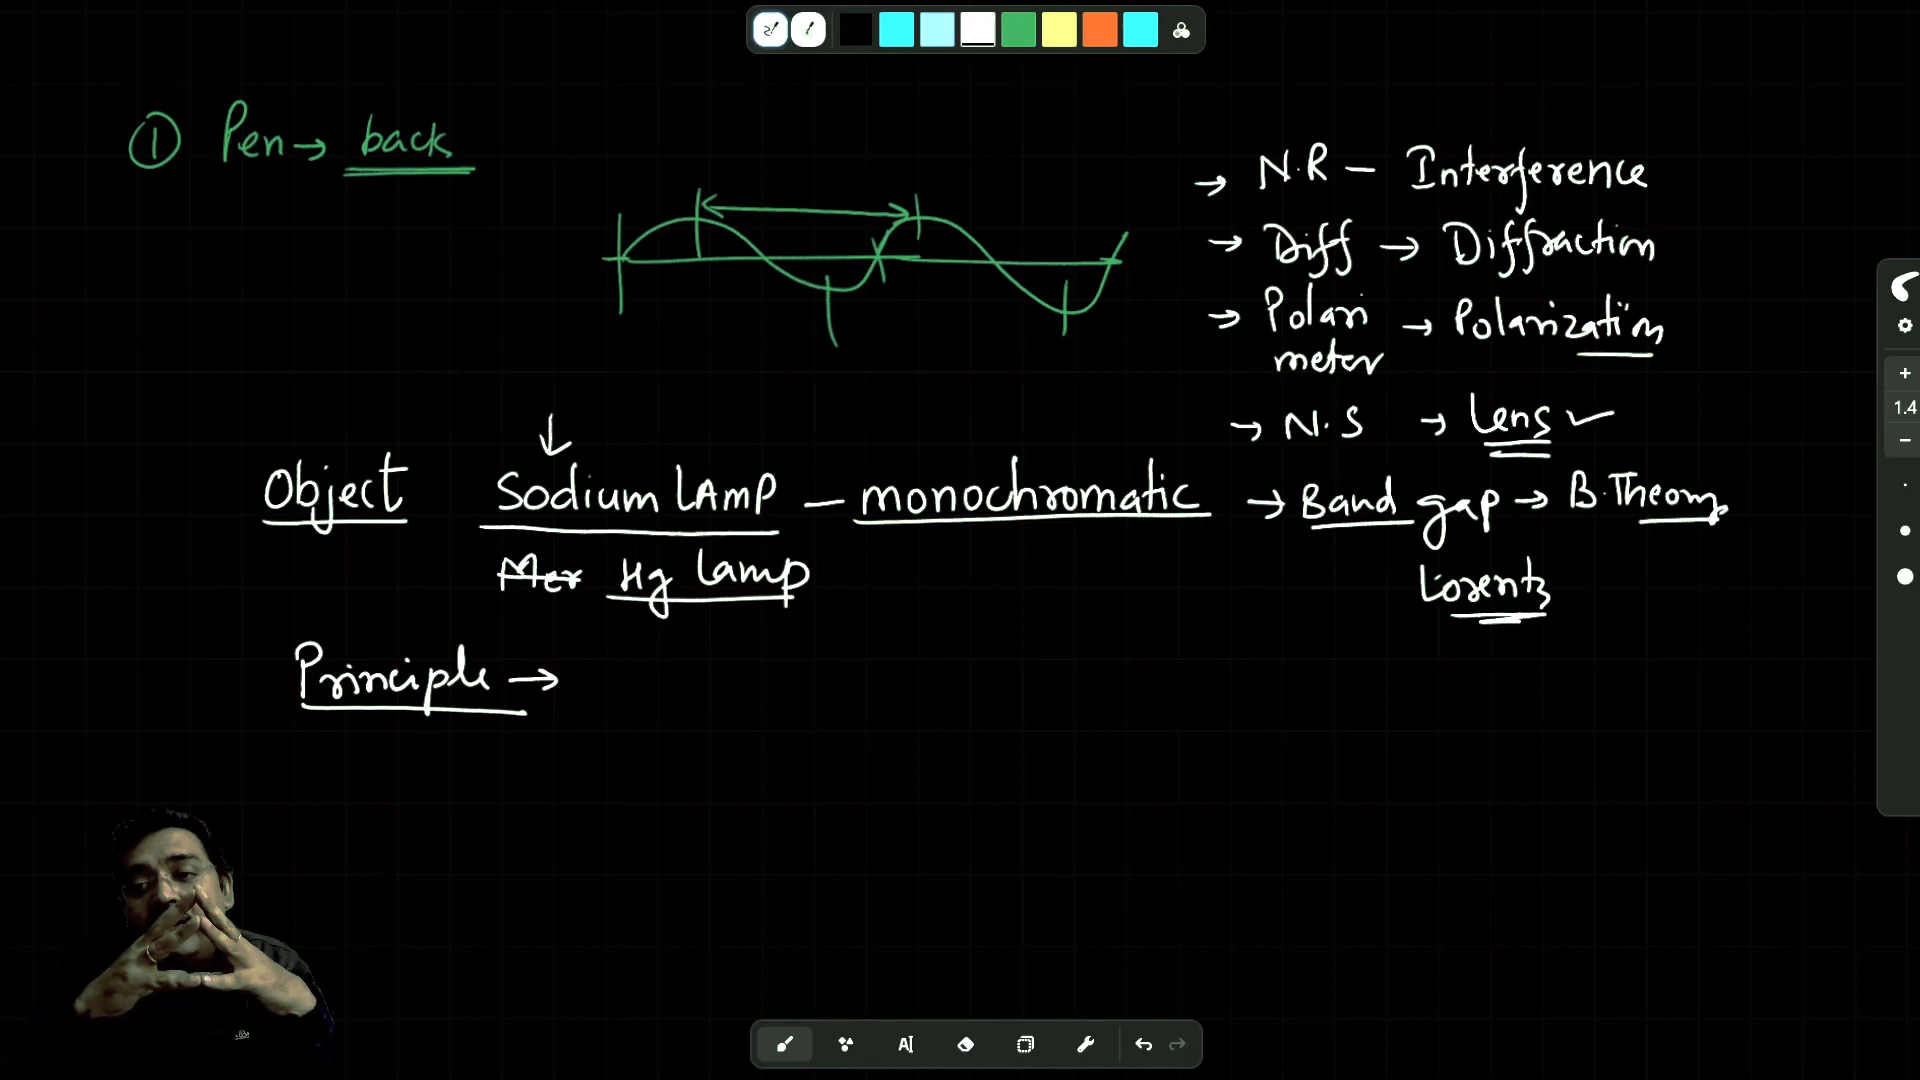 ① Pen → back
→ N.R – Interference
→ Diff → Diffraction
→ Polari meter → Polarization
→ N.S → Lens ✓
Object Sodium LAMP – monochromatic
→ Band gap → B.Theory
Mer Hg Lamp
Lorentz
Principle →
1.4
AI